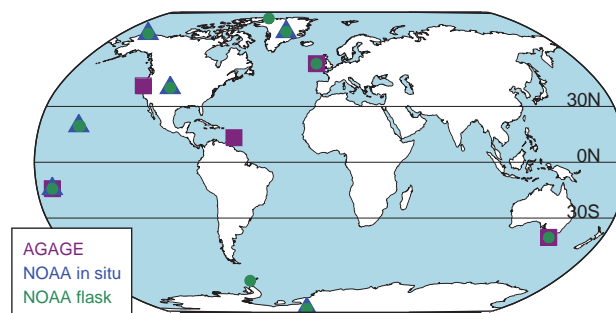 30N
0N
30S
AGAGE
NOAA in situ
NOAA flask